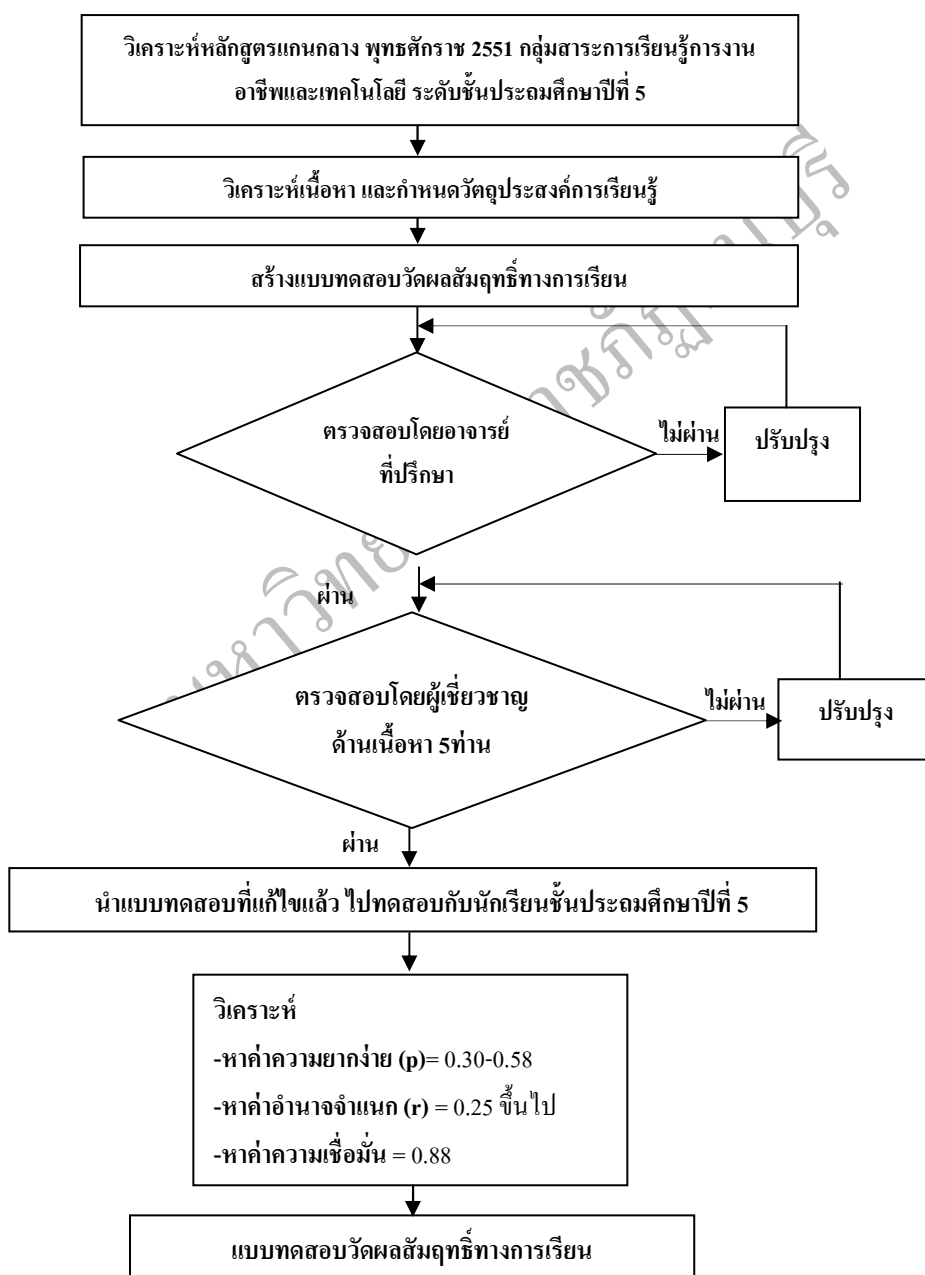 วิเคราะห์หลักสูตรแกนกลาง พุทธศักราช 2551 กลุ่มสาระการเรียนรู้การงาน
อาชีพและเทคโนโลยี ระดับชั้นประถมศึกษาปีที่ 5
วิเคราะห์เนื้อหา และกำหนดวัตถุประสงค์การเรียนรู้
สร้างแบบทดสอบวัดผลสัมฤทธิ์ทางการเรียน
ตรวจสอบโดยอาจารย์
ที่ปรึกษา
ไม่ผ่าน
ปรับปรุง
ผ่าน
ตรวจสอบโดยผู้เชี่ยวชาญ
ด้านเนื้อหา 5ท่าน
ไม่ผ่าน
ปรับปรุง
ผ่าน
นำแบบทดสอบที่แก้ไขแล้ว ไปทดสอบกับนักเรียนชั้นประถมศึกษาปีที่ 5
วิเคราะห์
-หาค่าความยากง่าย (p)= 0.30-0.58
-หาค่าอำนาจจำแนก (r) = 0.25 ขึ้นไป
-หาค่าความเชื่อมั่น = 0.88
แบบทดสอบวัดผลสัมฤทธิ์ทางการเรียน